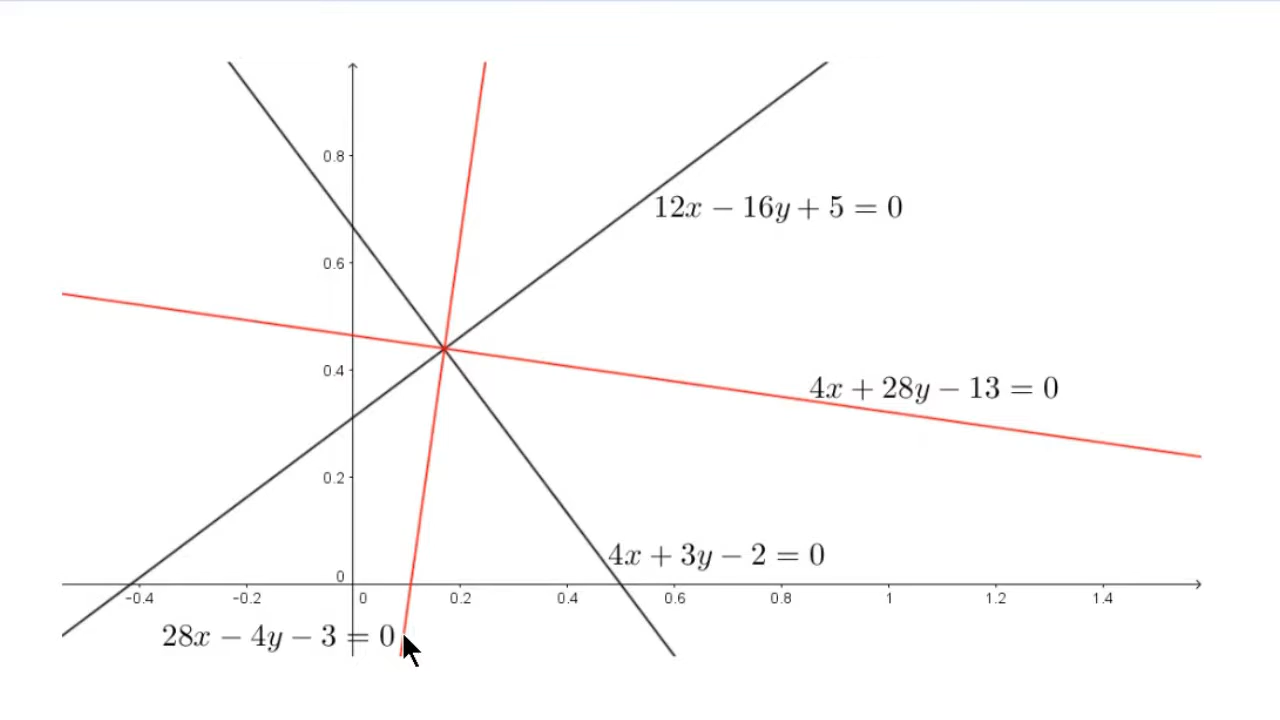 0.8
12x − 16y + 5 = 0
0.6
0.4
4x + 28y − 13 = 0
0.2
4x + 3y − 2 = 0
0
-0.4 -0.2 0 0.2 0.4 0.6 0.8 1 1.2 1.4
28x − 4y − 3 = 0